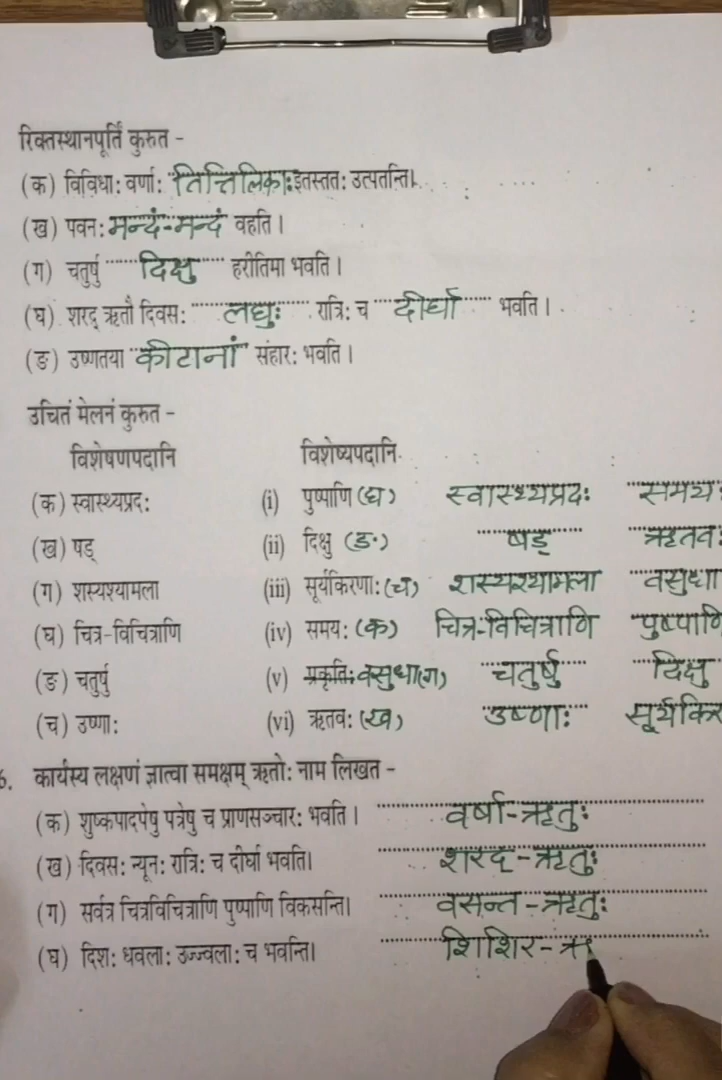 रिक्तस्थानपूर्तिं कुरुत -
(क) विविधाः वर्णाः तित्तिलिकाः इतस्ततः उत्पतन्ति।
(ख) पवनः मन्दं-मन्दं वहति ।
(ग) चतुर्षु दिक्षु हरीतिमा भवति ।
(घ) शरद् ऋतौ दिवसः लघुः रात्रिः च दीर्घा भवति ।
(ङ) उष्णतया कीटानां संहारः भवति ।
उचितं मेलनं कुरुत -
विशेषणपदानि विशेष्यपदानि
(क) स्वास्थ्यप्रदः (i) पुष्पाणि (घ) स्वास्थ्यप्रदः समयः
(ख) षड् (ii) दिक्षु (ङ) षड् ऋतवः
(ग) शस्यश्यामला (iii) सूर्यकिरणाः (च) शस्यश्यामला वसुधा
(घ) चित्र-विचित्राणि (iv) समयः (क) चित्र-विचित्राणि पुष्पाणि
(ङ) चतुर्षु (v) प्रकृतिः वसुधा (ग) चतुर्षु दिक्षु
(च) उष्णाः (vi) ऋतवः (ख) उष्णाः सूर्यकिर
6. कार्यस्य लक्षणं ज्ञात्वा समक्षम् ऋतोः नाम लिखत -
(क) शुष्कपादपेषु पत्रेषु च प्राणसञ्चारः भवति । वर्षा-ऋतुः
(ख) दिवसः न्यूनः रात्रिः च दीर्घा भवति। शरद्-ऋतुः
(ग) सर्वत्र चित्रविचित्राणि पुष्पाणि विकसन्ति। वसन्त-ऋतुः
(घ) दिशः धवलाः उज्ज्वलाः च भवन्ति। शिशिर-ऋ